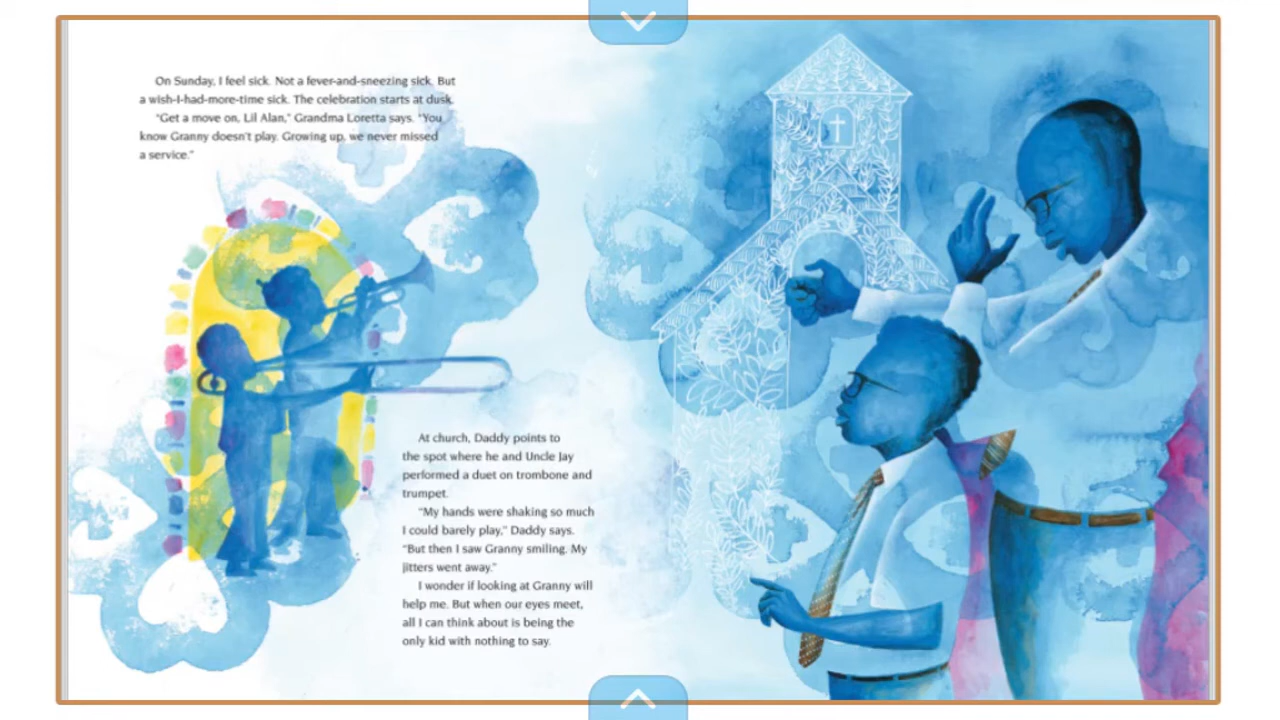 On Sunday, I feel sick. Not a fever-and-sneezing sick. But
a wish-I-had-more-time sick. The celebration starts at dusk.
"Get a move on, Lil Alan," Grandma Loretta says. "You
know Granny doesn't play. Growing up, we never missed
a service."
At church, Daddy points to
the spot where he and Uncle Jay
performed a duet on trombone and
trumpet.
"My hands were shaking so much
I could barely play," Daddy says.
"But then I saw Granny smiling. My
jitters went away."
I wonder if looking at Granny will
help me. But when our eyes meet,
all I can think about is being the
only kid with nothing to say.